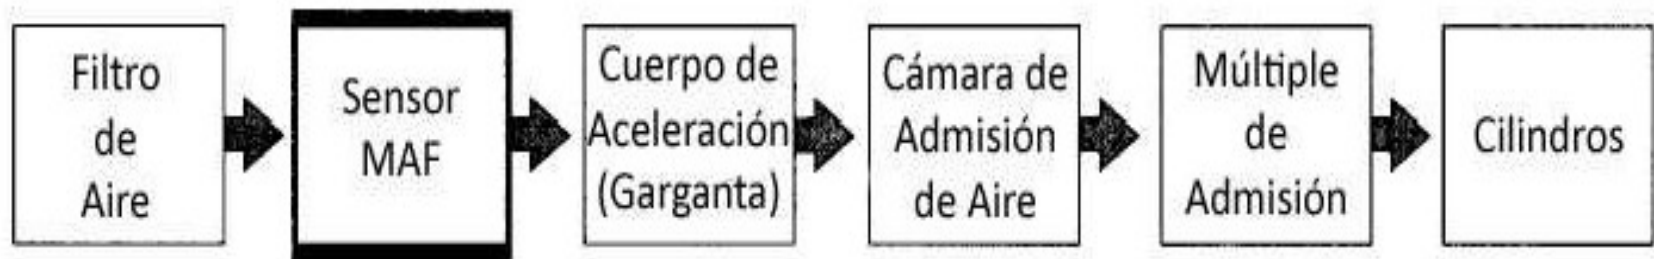 Filtro
de
Aire
Sensor
MAF
Cuerpo de
Aceleración
(Garganta)
Cámara de
Admisión
de Aire
Múltiple
de
Admisión
Cilindros